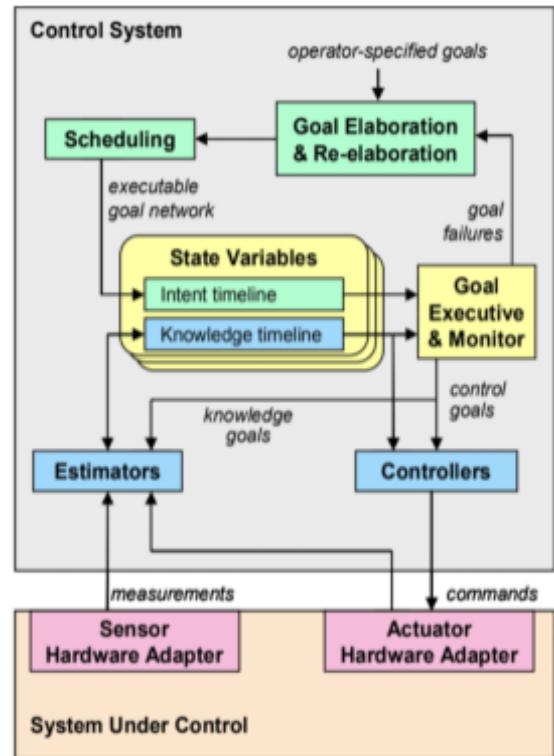 Control System
operator-specified goals
Scheduling
Goal Elaboration
& Re-elaboration
executable
goal network
goal
failures
State Variables
Intent timeline
Knowledge timeline
Goal
Executive
& Monitor
knowledge
goals
control
goals
Estimators
Controllers
measurements
commands
Sensor
Hardware Adapter
Actuator
Hardware Adapter
System Under Control